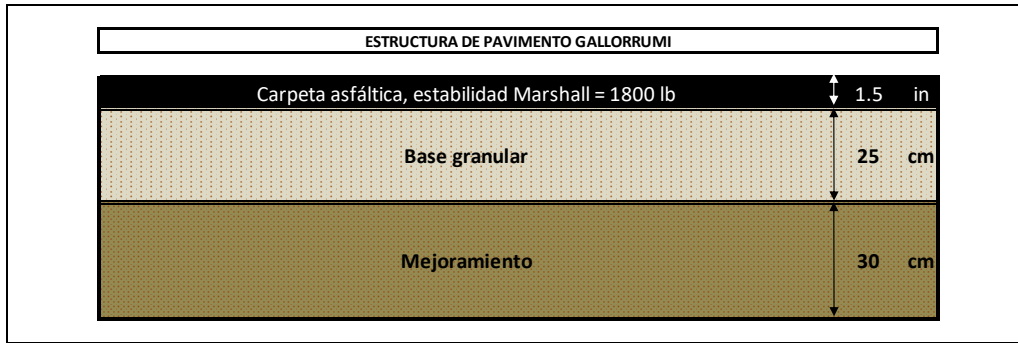 ESTRUCTURA DE PAVIMENTO GALLORRUMI
Carpeta asfáltica, estabilidad Marshall = 1800 lb 1.5 in
Base granular 25 cm
Mejoramiento 30 cm